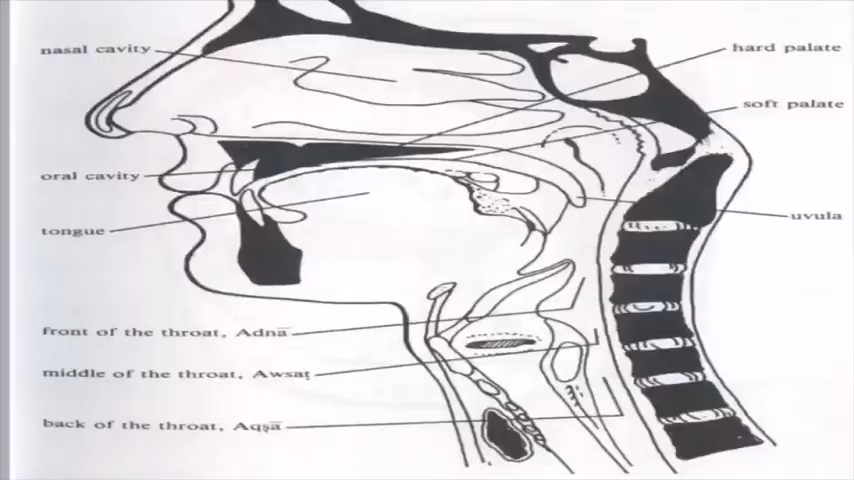 nasal cavity
hard palate
soft palate
oral cavity
uvula
tongue
front of the throat, Adnā
middle of the throat, Awsaṭ
back of the throat, Aqṣā